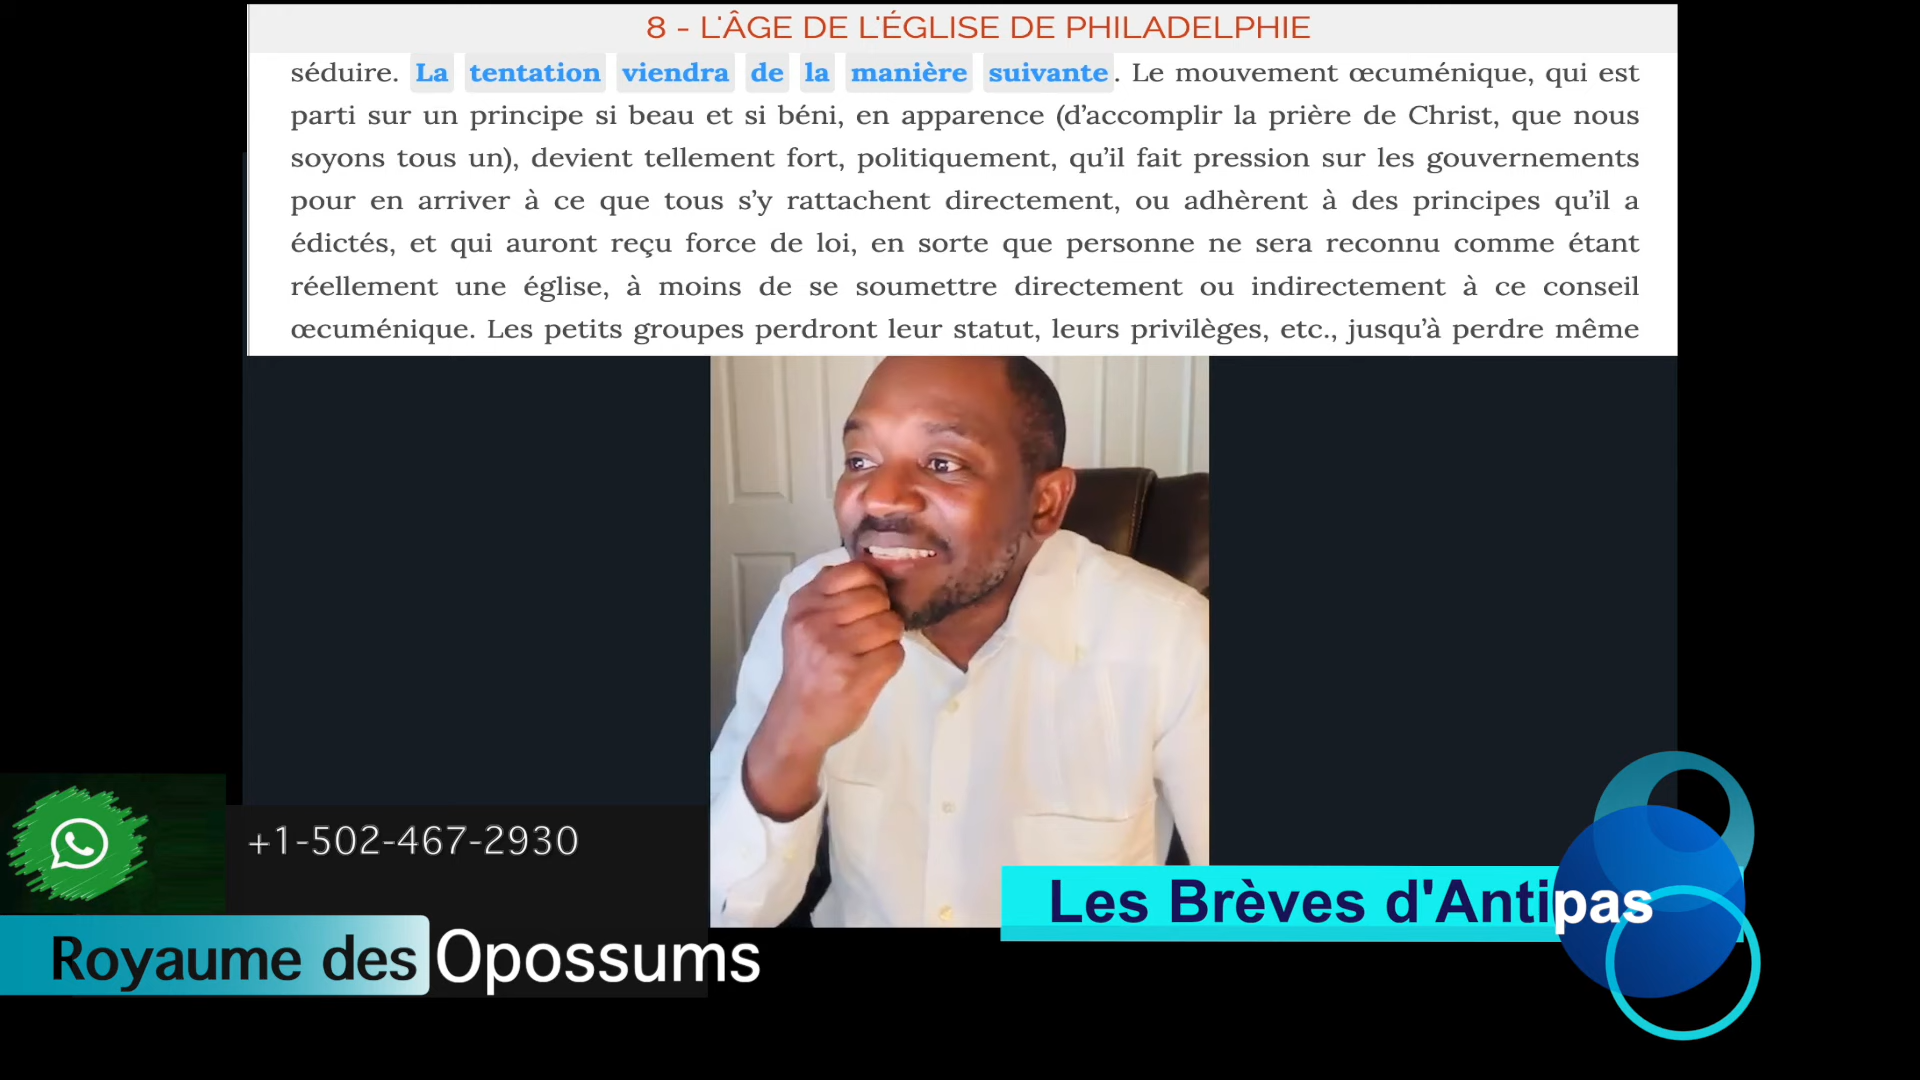 8 - L'ÂGE DE L'ÉGLISE DE PHILADELPHIE
séduire. La tentation viendra de la manière suivante. Le mouvement œcuménique, qui est
parti sur un principe si beau et si béni, en apparence (d’accomplir la prière de Christ, que nous
soyons tous un), devient tellement fort, politiquement, qu’il fait pression sur les gouvernements
pour en arriver à ce que tous s’y rattachent directement, ou adhèrent à des principes qu’il a
édictés, et qui auront reçu force de loi, en sorte que personne ne sera reconnu comme étant
réellement une église, à moins de se soumettre directement ou indirectement à ce conseil
œcuménique. Les petits groupes perdront leur statut, leurs privilèges, etc., jusqu’à perdre même
+1-502-467-2930
Les Brèves d'Antipas
Royaume des Opossums